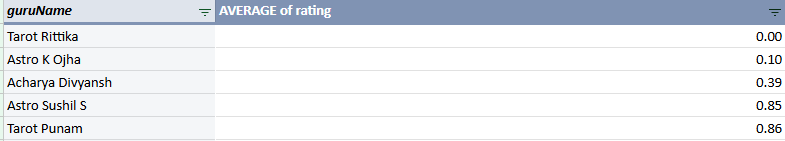 guruName AVERAGE of rating
Tarot Rittika 0.00
Astro K Ojha 0.10
Acharya Divyansh 0.39
Astro Sushil S 0.85
Tarot Punam 0.86